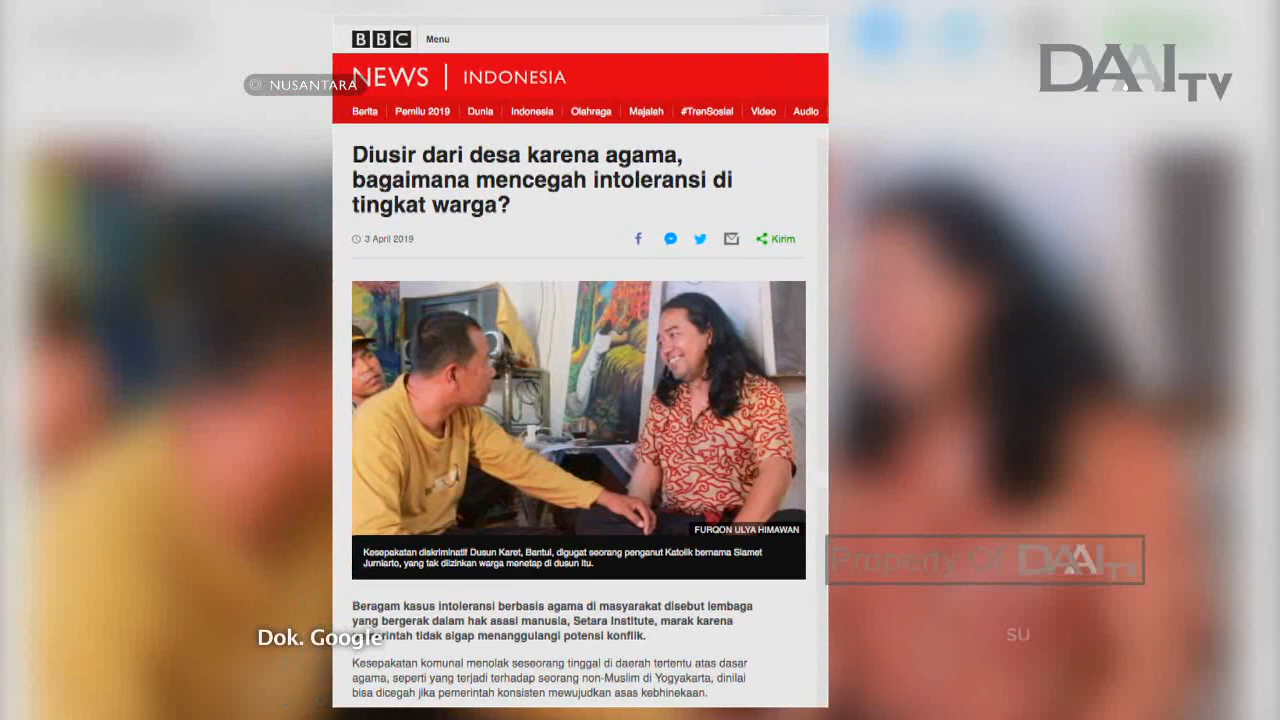 NUSANTARA
DAAI TV
BBC Menu
NEWS | INDONESIA
Berita Pemilu 2019 Dunia Indonesia Olahraga Majalah #TrenSosial Video Audio
Diusir dari desa karena agama,
bagaimana mencegah intoleransi di
tingkat warga?
3 April 2019
Kirim
FURQON ULYA HIMAWAN
Kesepakatan diskriminatif Dusun Karet, Bantul, digugat seorang penganut Katolik bernama Slamet
Jurniarto, yang tak diizinkan warga menetap di dusun itu.
Property Of DAAI TV
Beragam kasus intoleransi berbasis agama di masyarakat disebut lembaga
yang bergerak dalam hak asasi manusia, Setara Institute, marak karena
tidak sigap menanggulangi potensi konflik.
Dok. Google
SU
Kesepakatan komunal menolak seseorang tinggal di daerah tertentu atas dasar
agama, seperti yang terjadi terhadap seorang non-Muslim di Yogyakarta, dinilai
bisa dicegah jika pemerintah konsisten mewujudkan asas kebhinekaan.